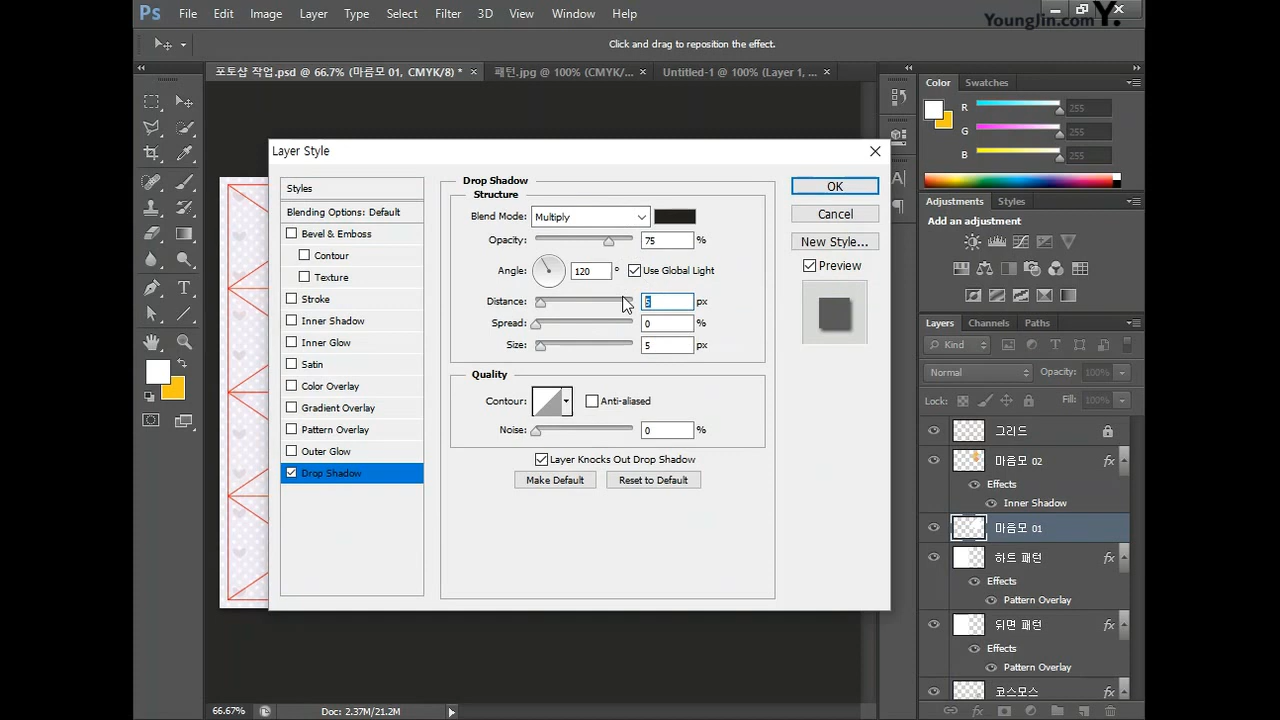 Ps File Edit Image Layer Type Select Filter 3D View Window Help
YoungJin.com Y.
Click and drag to reposition the effect.
포토샵 작업.psd @ 66.7% (마름모 01, CMYK/8) * × 패턴.jpg @ 100% (CMYK/... × Untitled-1 @ 100% (Layer 1, ... ×
Color Swatches
R 255
G 255
B 255
Adjustments Styles
Add an adjustment
Layer Style
Styles
Blending Options: Default
Bevel & Emboss
Contour
Texture
Stroke
Inner Shadow
Inner Glow
Satin
Color Overlay
Gradient Overlay
Pattern Overlay
Outer Glow
Drop Shadow
Drop Shadow
Structure
Blend Mode: Multiply
Opacity: 75 %
Angle: 120 ° Use Global Light
Distance: 5 px
Spread: 0 %
Size: 5 px
Quality
Contour: Anti-aliased
Noise: 0 %
Layer Knocks Out Drop Shadow
Make Default Reset to Default
OK
Cancel
New Style...
Preview
Layers Channels Paths
Kind
Normal Opacity: 100%
Lock: Fill: 100%
그리드
마름모 02 fx
Effects
Inner Shadow
마름모 01
하트 패턴 fx
Effects
Pattern Overlay
뒤면 패턴 fx
Effects
Pattern Overlay
코스모스 fx
66.67% Doc: 2.37M/21.2M